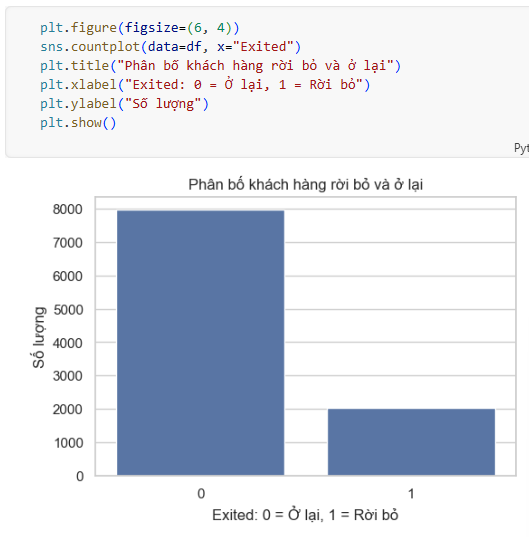 plt.figure(figsize=(6, 4))
sns.countplot(data=df, x="Exited")
plt.title("Phân bố khách hàng rời bỏ và ở lại")
plt.xlabel("Exited: 0 = Ở lại, 1 = Rời bỏ")
plt.ylabel("Số lượng")
plt.show()
Pyt
Phân bố khách hàng rời bỏ và ở lại
8000
7000
6000
5000
4000
3000
2000
1000
0
Số lượng
0 1
Exited: 0 = Ở lại, 1 = Rời bỏ